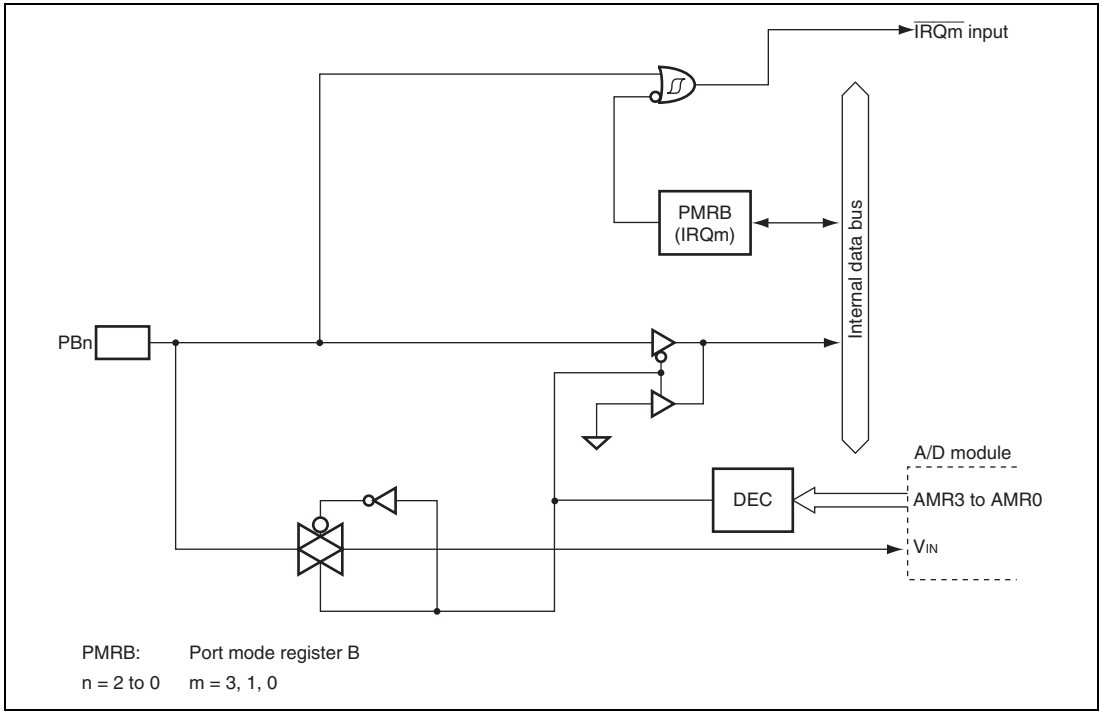 IRQm input
PMRB
(IRQm)
Internal data bus
PBn
A/D module
DEC
AMR3 to AMR0
VIN
PMRB: Port mode register B
n = 2 to 0 m = 3, 1, 0